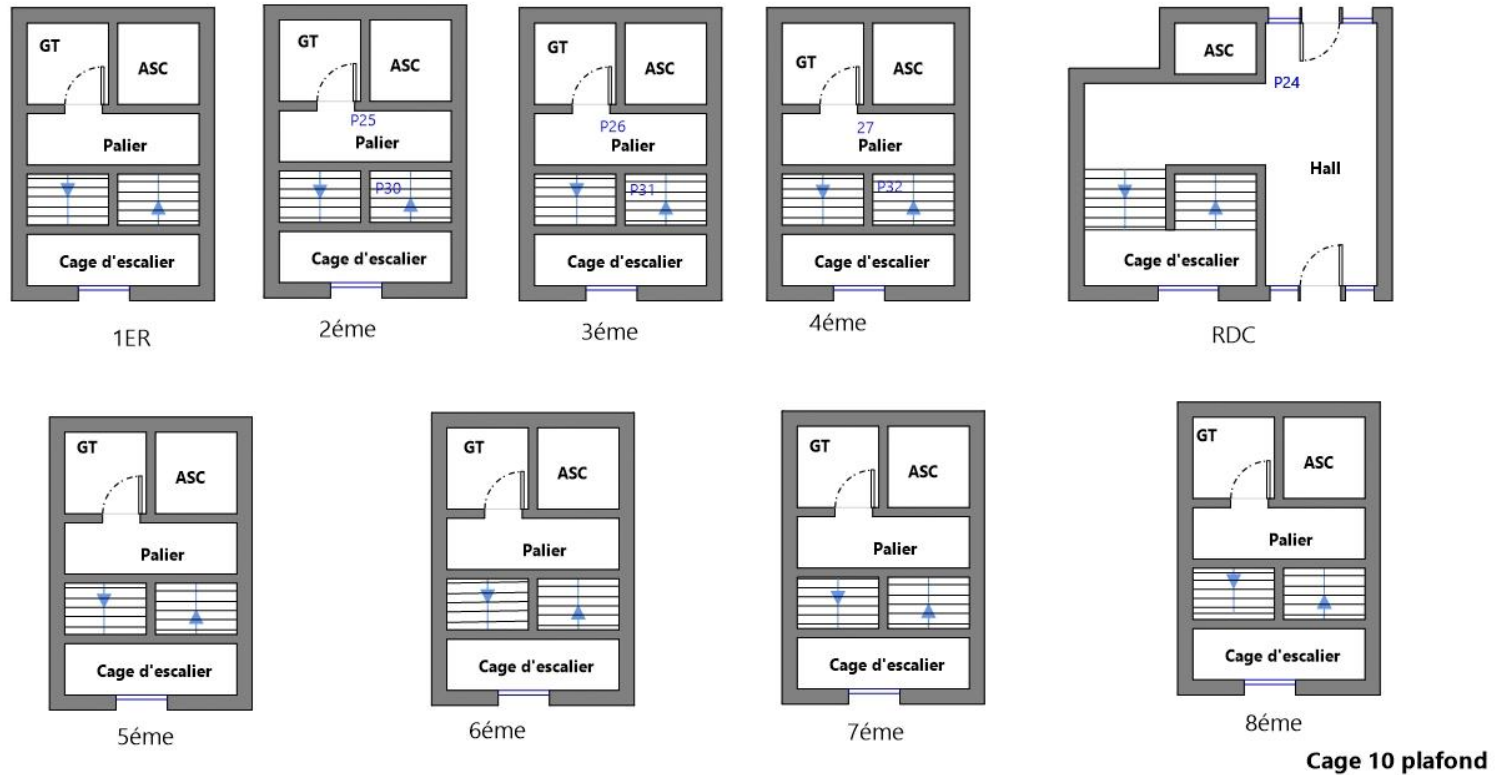 GT
ASC
Palier
Cage d'escalier
1ER
GT
ASC
P25
Palier
P30
Cage d'escalier
2éme
GT
ASC
P26
Palier
P31
Cage d'escalier
3éme
GT
ASC
27
Palier
P32
Cage d'escalier
4éme
ASC
P24
Hall
Cage d'escalier
RDC
GT
ASC
Palier
Cage d'escalier
5éme
GT
ASC
Palier
Cage d'escalier
6éme
GT
ASC
Palier
Cage d'escalier
7éme
GT
ASC
Palier
Cage d'escalier
8éme
Cage 10 plafond